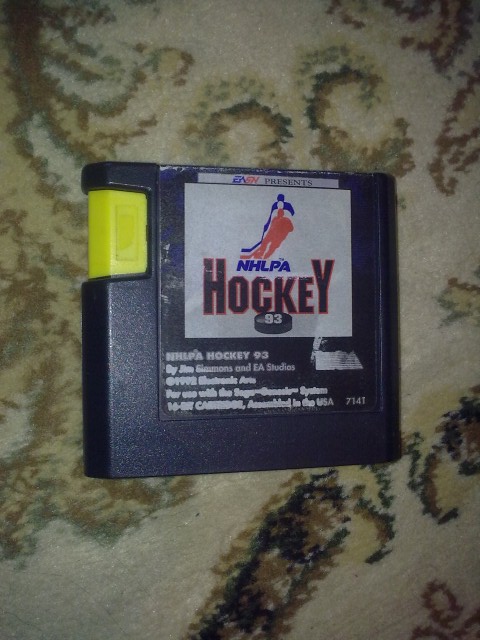 EASN PRESENTS
NHLPA
HOCKEY
93
NHLPA HOCKEY 93
By Jim Simmons and EA Studios
©1992 Electronic Arts
For use with the Sega Genesis System
16-BIT CARTRIDGE, Assembled in the USA 7141